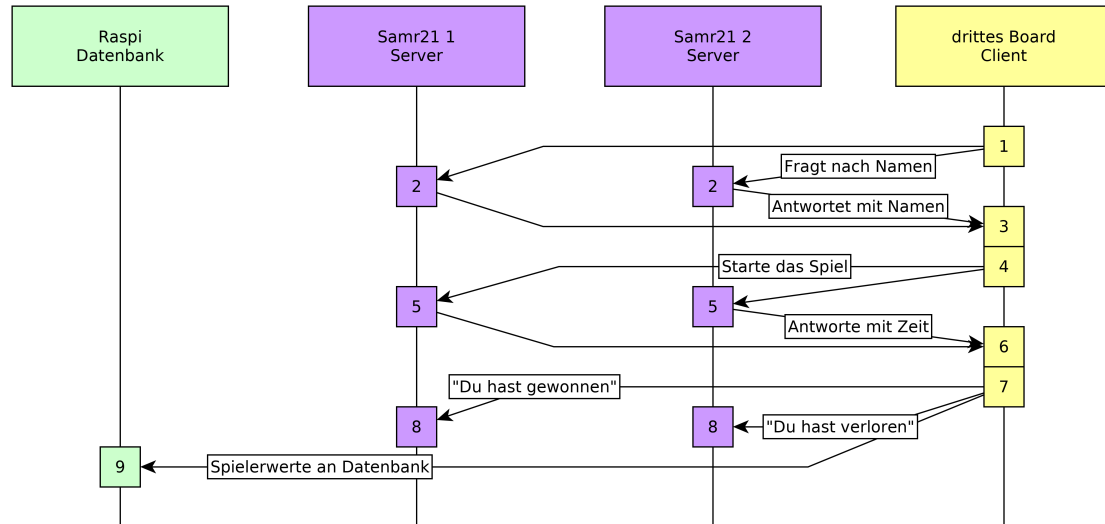 Raspi
Datenbank
Samr21 1
Server
Samr21 2
Server
drittes Board
Client
1
Fragt nach Namen
2
2
Antwortet mit Namen
3
Starte das Spiel
4
5
5
Antworte mit Zeit
6
"Du hast gewonnen"
7
8
8
"Du hast verloren"
9
Spielerwerte an Datenbank